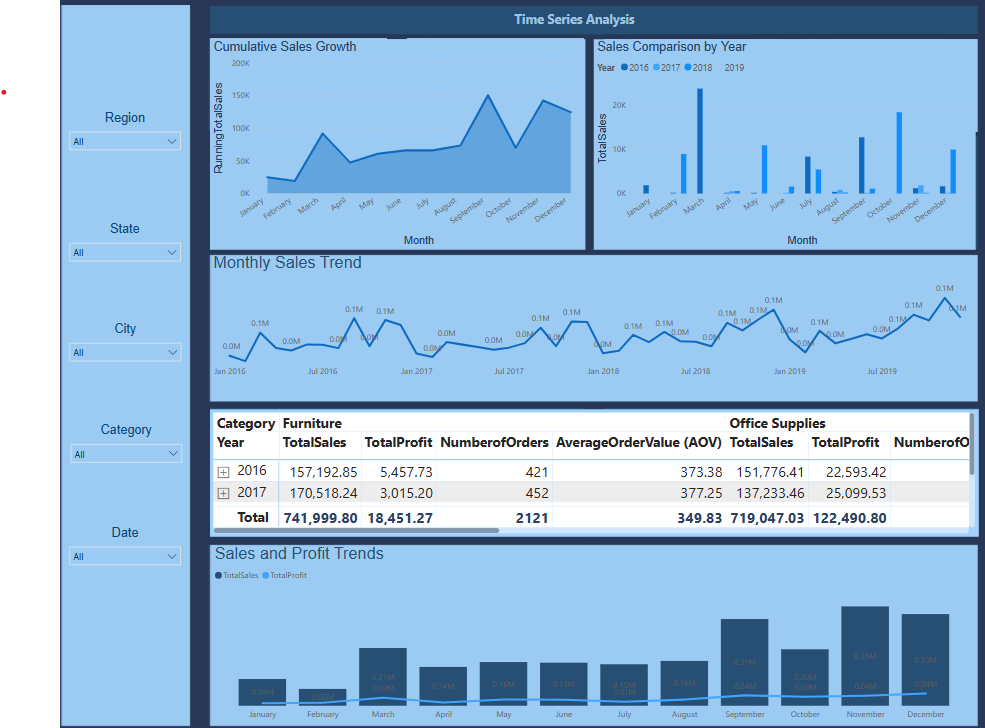 Time Series Analysis
Region
All
State
All
City
All
Category
All
Date
All
Cumulative Sales Growth
RunningTotalSales
200K
150K
100K
50K
0K
January February March April May June July August September October November December
Month
Sales Comparison by Year
Year 2016 2017 2018 2019
TotalSales
20K
10K
0K
January February March April May June July August September October November December
Month
Monthly Sales Trend
0.0M 0.1M 0.0M 0.0M 0.1M 0.0M 0.1M 0.0M 0.0M 0.0M 0.0M 0.1M 0.0M 0.1M 0.0M 0.1M 0.1M 0.0M 0.0M 0.1M 0.1M 0.1M 0.1M 0.0M 0.0M 0.1M 0.0M 0.0M 0.1M 0.1M 0.1M 0.1M
Jan 2016 Jul 2016 Jan 2017 Jul 2017 Jan 2018 Jul 2018 Jan 2019 Jul 2019
Category Furniture Office Supplies
Year TotalSales TotalProfit NumberofOrders AverageOrderValue (AOV) TotalSales TotalProfit NumberofO
2016 157,192.85 5,457.73 421 373.38 151,776.41 22,593.42
2017 170,518.24 3,015.20 452 377.25 137,233.46 25,099.53
Total 741,999.80 18,451.27 2121 349.83 719,047.03 122,490.80
Sales and Profit Trends
TotalSales TotalProfit
0.09M 0.06M 0.21M 0.14M 0.16M 0.15M 0.15M 0.16M 0.31M 0.20M 0.35M 0.33M
0.01M 0.04M 0.03M 0.04M 0.04M
January February March April May June July August September October November December